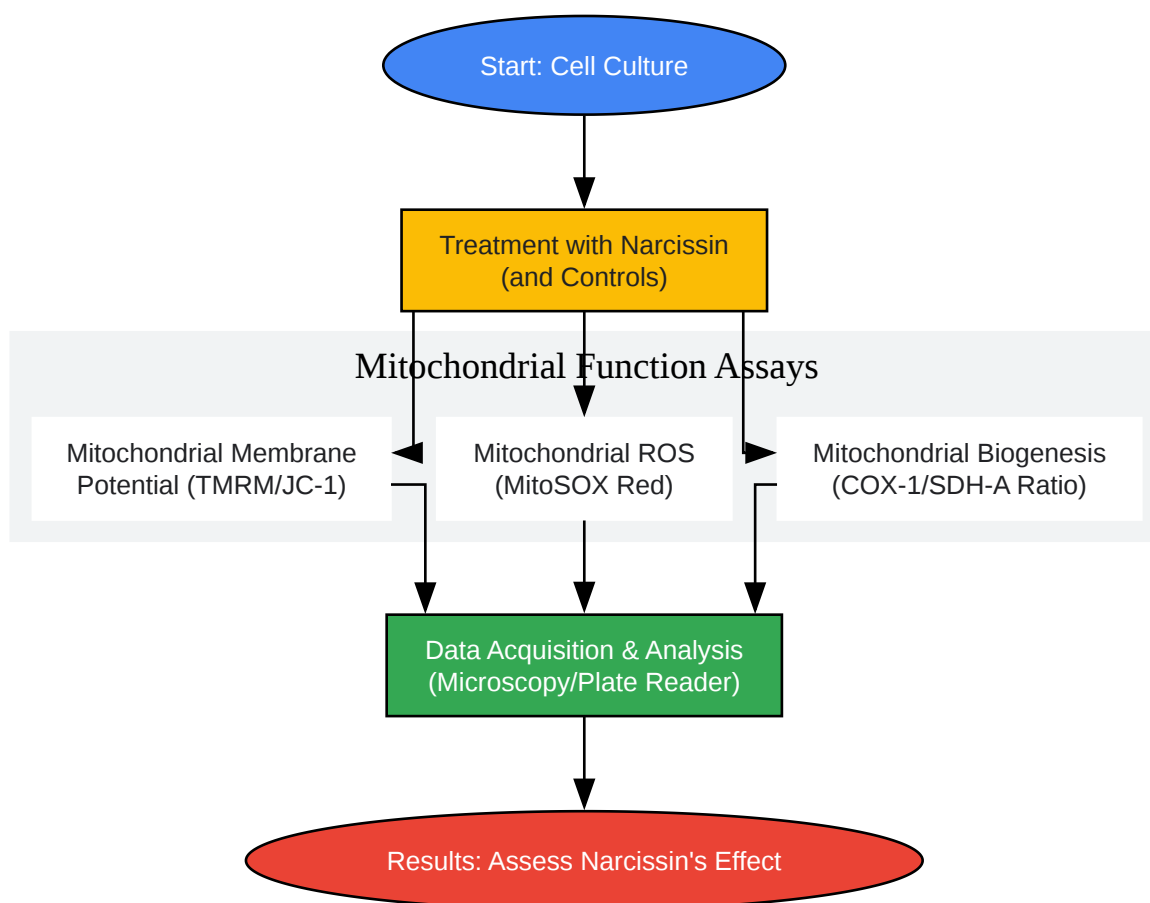 Start: Cell Culture
Treatment with Narcissin
(and Controls)
Mitochondrial Function Assays
Mitochondrial Membrane
Potential (TMRM/JC-1)
Mitochondrial ROS
(MitoSOX Red)
Mitochondrial Biogenesis
(COX-1/SDH-A Ratio)
Data Acquisition & Analysis
(Microscopy/Plate Reader)
Results: Assess Narcissin's Effect